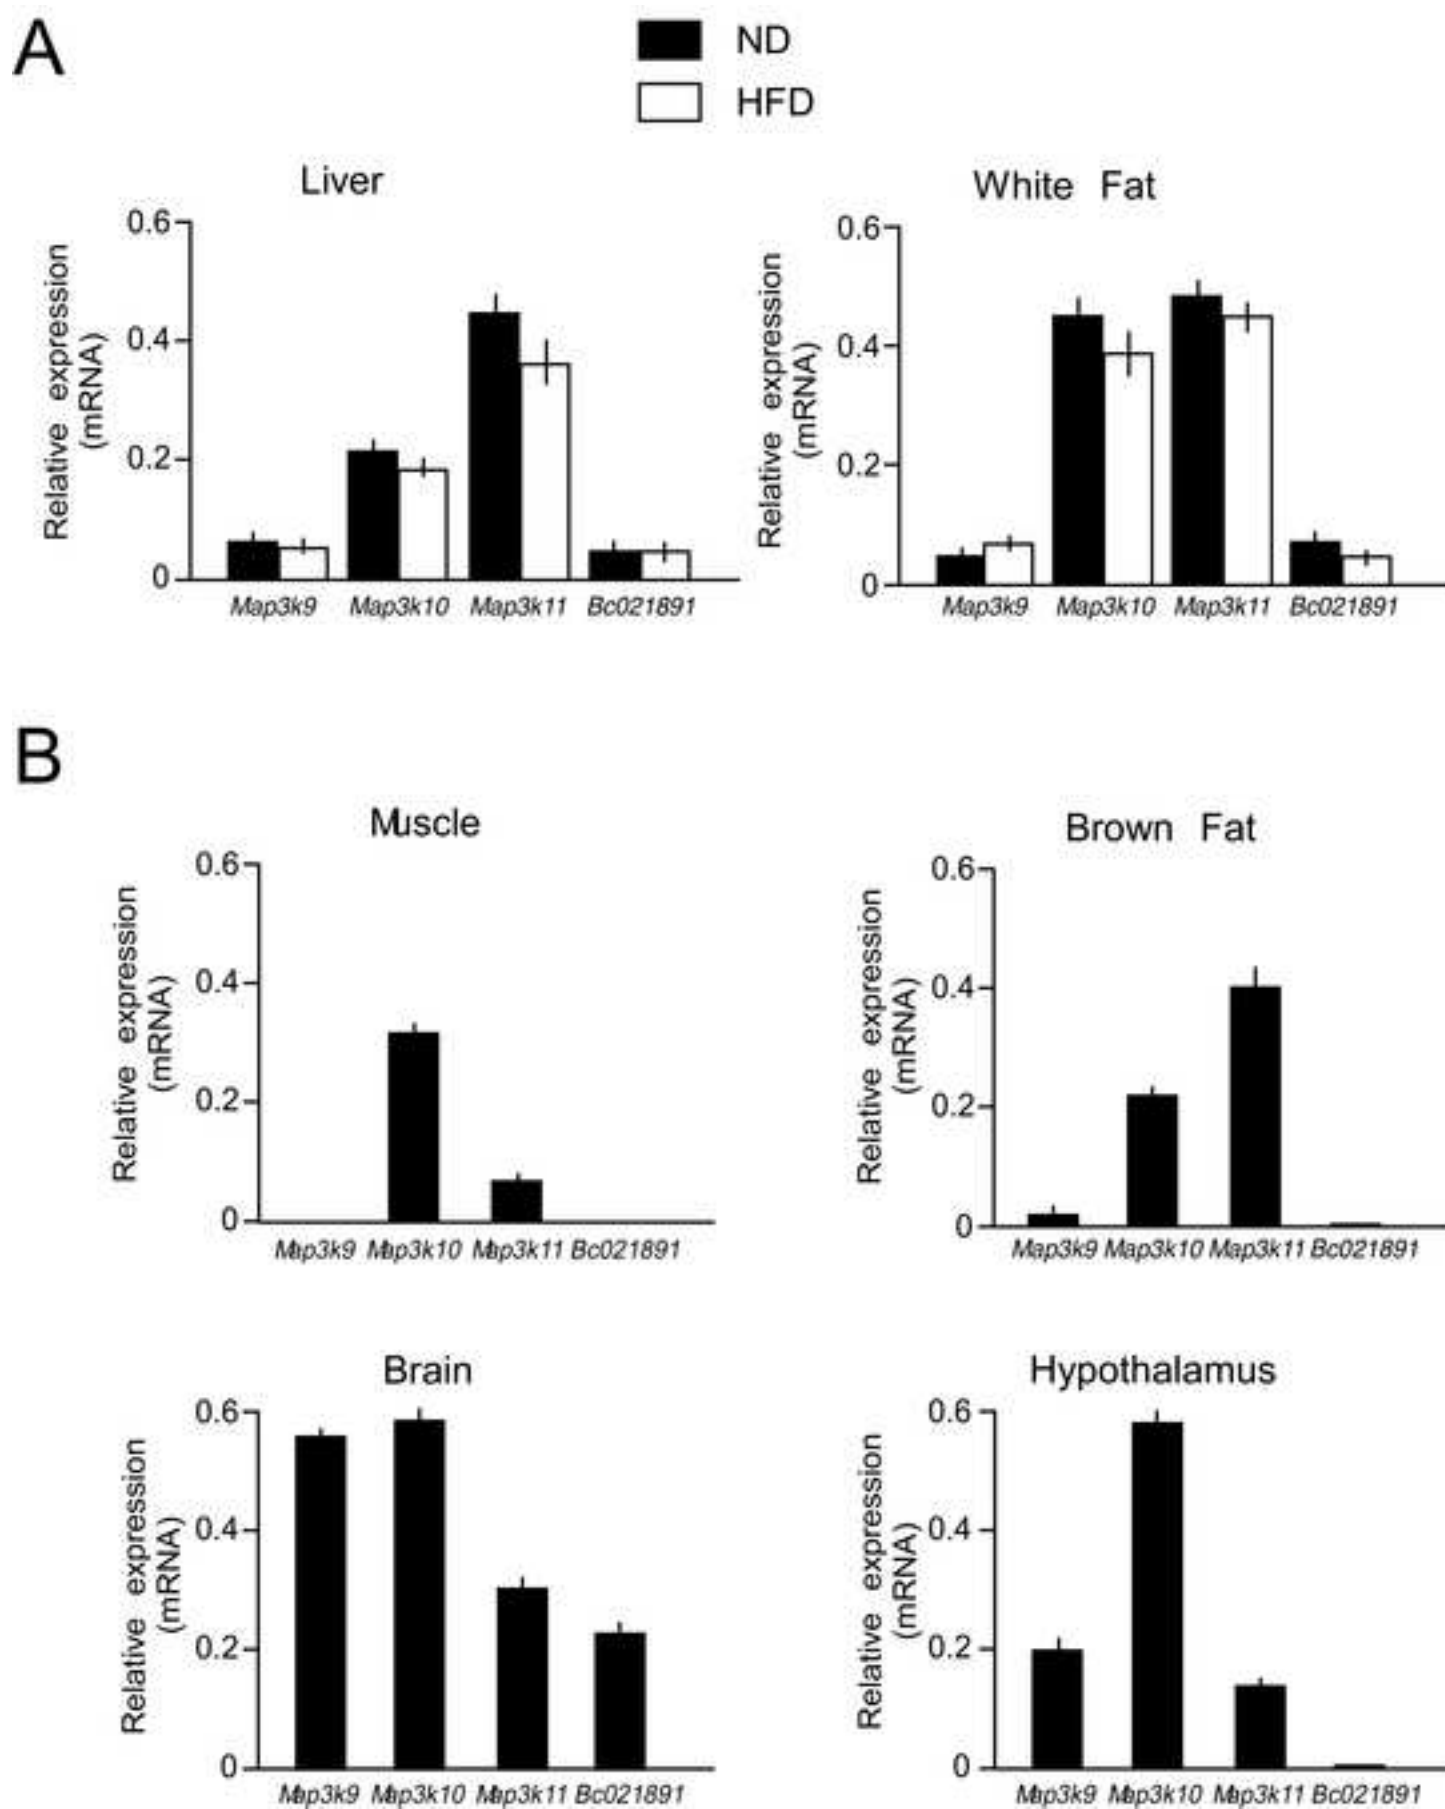 A
ND
HFD
Liver
White Fat
Relative expression
(mRNA)
0.6
0.4
0.2
0
Map3k9 Map3k10 Map3k11 Bc021891
Relative expression
(mRNA)
0.6
0.4
0.2
0
Map3k9 Map3k10 Map3k11 Bc021891
B
Muscle
Brown Fat
Relative expression
(mRNA)
0.6
0.4
0.2
0
Map3k9 Map3k10 Map3k11 Bc021891
Relative expression
(mRNA)
0.6
0.4
0.2
0
Map3k9 Map3k10 Map3k11 Bc021891
Brain
Hypothalamus
Relative expression
(mRNA)
0.6
0.4
0.2
0
Map3k9 Map3k10 Map3k11 Bc021891
Relative expression
(mRNA)
0.6
0.4
0.2
0
Map3k9 Map3k10 Map3k11 Bc021891